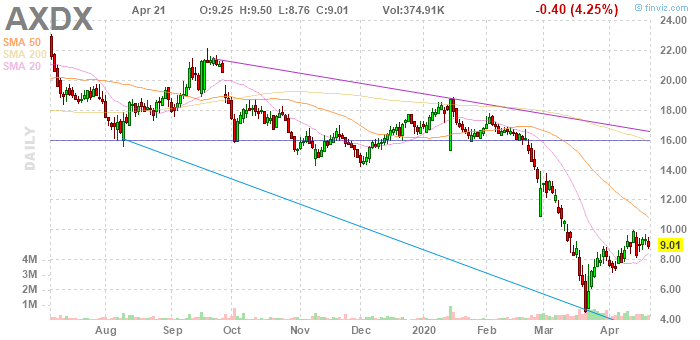 AXDX
Apr 21 O:9.25 H:9.50 L:8.76 C:9.01 Vol:374.91K
© finviz.com
-0.40 (4.25%)
SMA 50
SMA 200
SMA 20
DAILY
24.00
22.00
20.00
18.00
16.00
14.00
12.00
10.00
9.01
8.00
6.00
4.00
4M
3M
2M
1M
Aug Sep Oct Nov Dec 2020 Feb Mar Apr